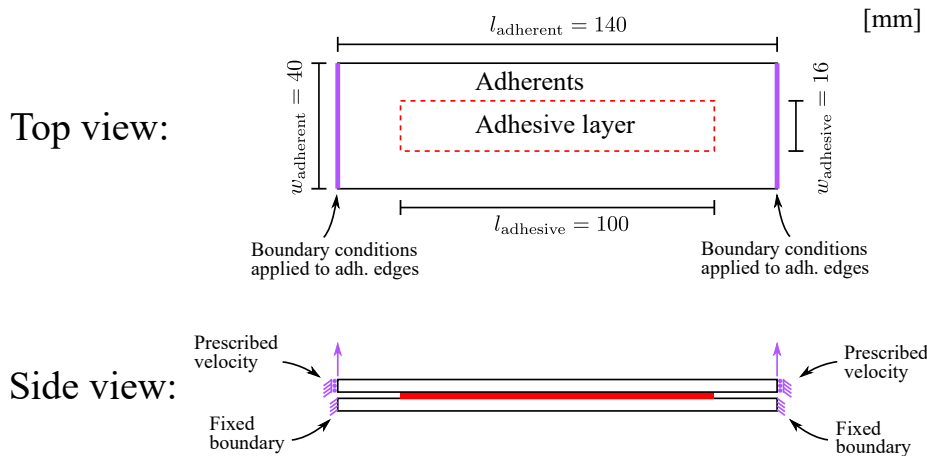 [mm]
l_adherent = 140
Top view:
w_adherent = 40
Adherents
Adhesive layer
w_adhesive = 16
l_adhesive = 100
Boundary conditions
applied to adh. edges
Boundary conditions
applied to adh. edges
Side view:
Prescribed
velocity
Prescribed
velocity
Fixed
boundary
Fixed
boundary